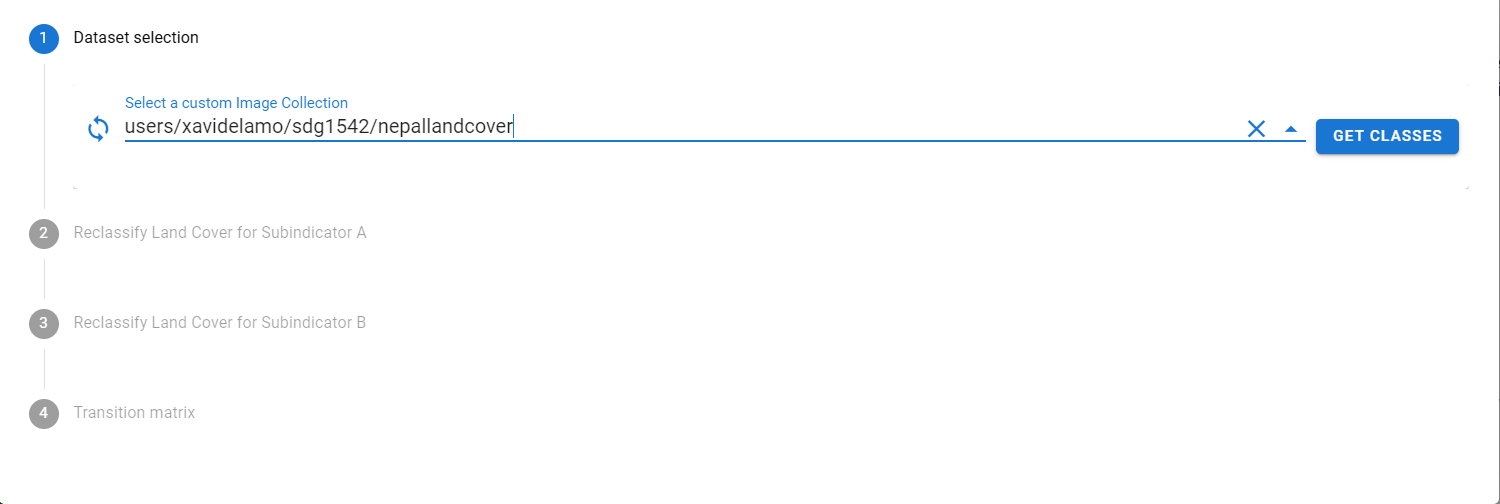 1 Dataset selection
Select a custom Image Collection
users/xavidelamo/sdg1542/nepallandcover
GET CLASSES
2 Reclassify Land Cover for Subindicator A
3 Reclassify Land Cover for Subindicator B
4 Transition matrix